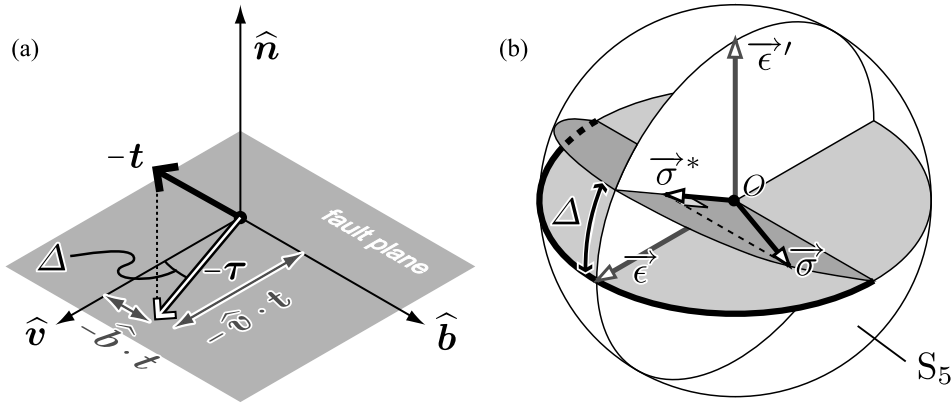 (a)
n̂
-t
fault plane
Δ
-τ
v̂
-b̂ · t
-v̂ · t
b̂
(b)
ϵ⃗ ′
σ⃗ *
O
Δ
ϵ⃗
σ⃗
S₅